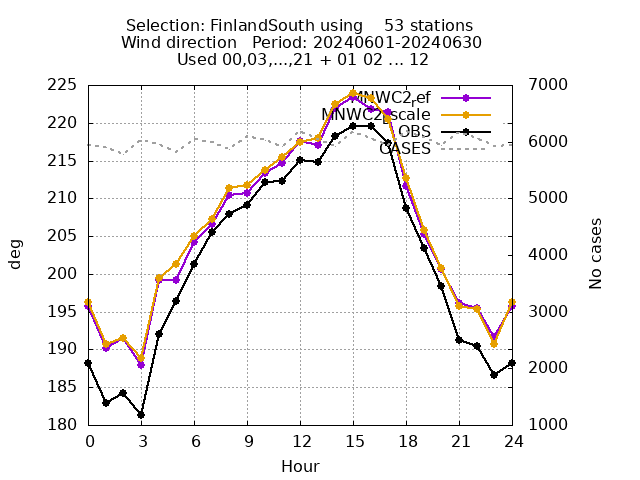 Selection: FinlandSouth using    53 stations
Wind direction   Period: 20240601-20240630
Used 00,03,...,21 + 01 02 ... 12
MNWC2_ref
MNWC2_scale
OBS
CASES
225
220
215
210
205
200
195
190
185
180
deg
7000
6000
5000
4000
3000
2000
1000
No cases
0 3 6 9 12 15 18 21 24
Hour